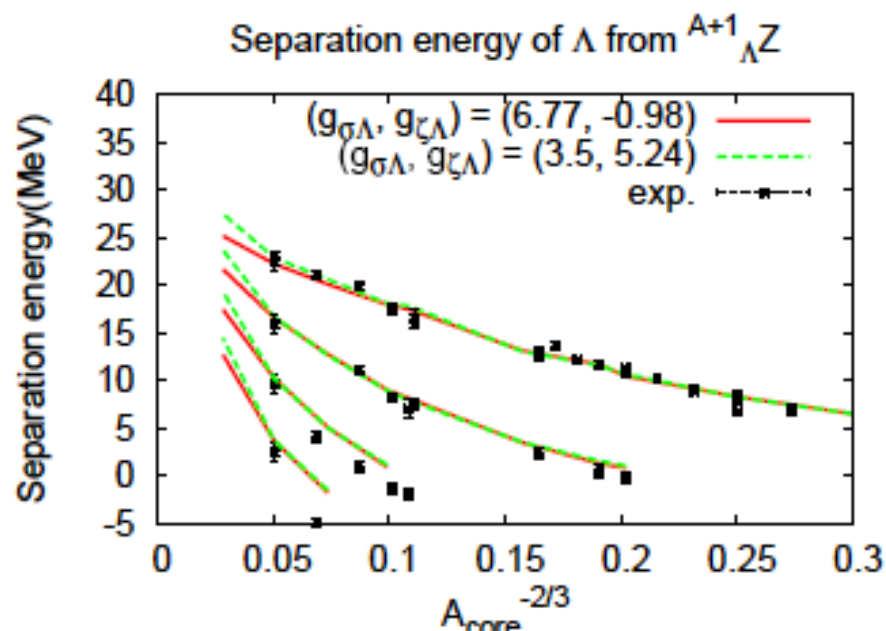 Separation energy of Λ from ᴬ⁺¹ΛZ
Separation energy(MeV)
40
35
30
25
20
15
10
5
0
-5
(gσΛ, gζΛ) = (6.77, -0.98)
(gσΛ, gζΛ) = (3.5, 5.24)
exp.
0 0.05 0.1 0.15 0.2 0.25 0.3
A_core^-2/3